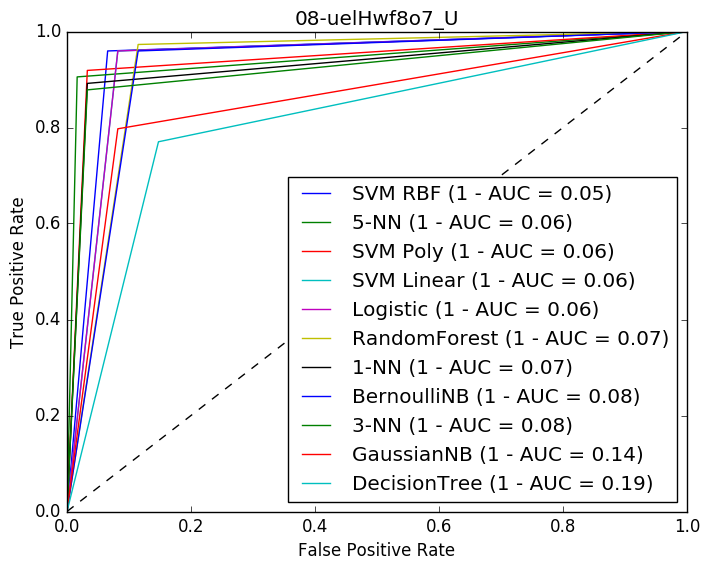 08-uelHwf8o7_U
1.0
0.8
0.6
0.4
0.2
0.0
True Positive Rate
SVM RBF (1 - AUC = 0.05)
5-NN (1 - AUC = 0.06)
SVM Poly (1 - AUC = 0.06)
SVM Linear (1 - AUC = 0.06)
Logistic (1 - AUC = 0.06)
RandomForest (1 - AUC = 0.07)
1-NN (1 - AUC = 0.07)
BernoulliNB (1 - AUC = 0.08)
3-NN (1 - AUC = 0.08)
GaussianNB (1 - AUC = 0.14)
DecisionTree (1 - AUC = 0.19)
0.0 0.2 0.4 0.6 0.8 1.0
False Positive Rate